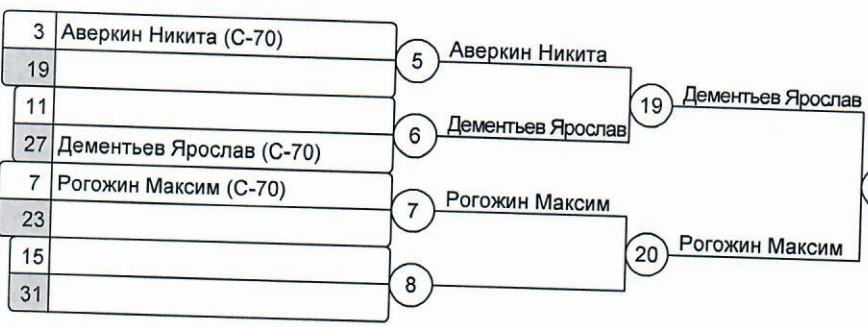 3 Аверкин Никита (С-70)
19
5 Аверкин Никита
11
27 Дементьев Ярослав (С-70)
6 Дементьев Ярослав
19 Дементьев Ярослав
7 Рогожин Максим (С-70)
23
7 Рогожин Максим
15
31
8
20 Рогожин Максим